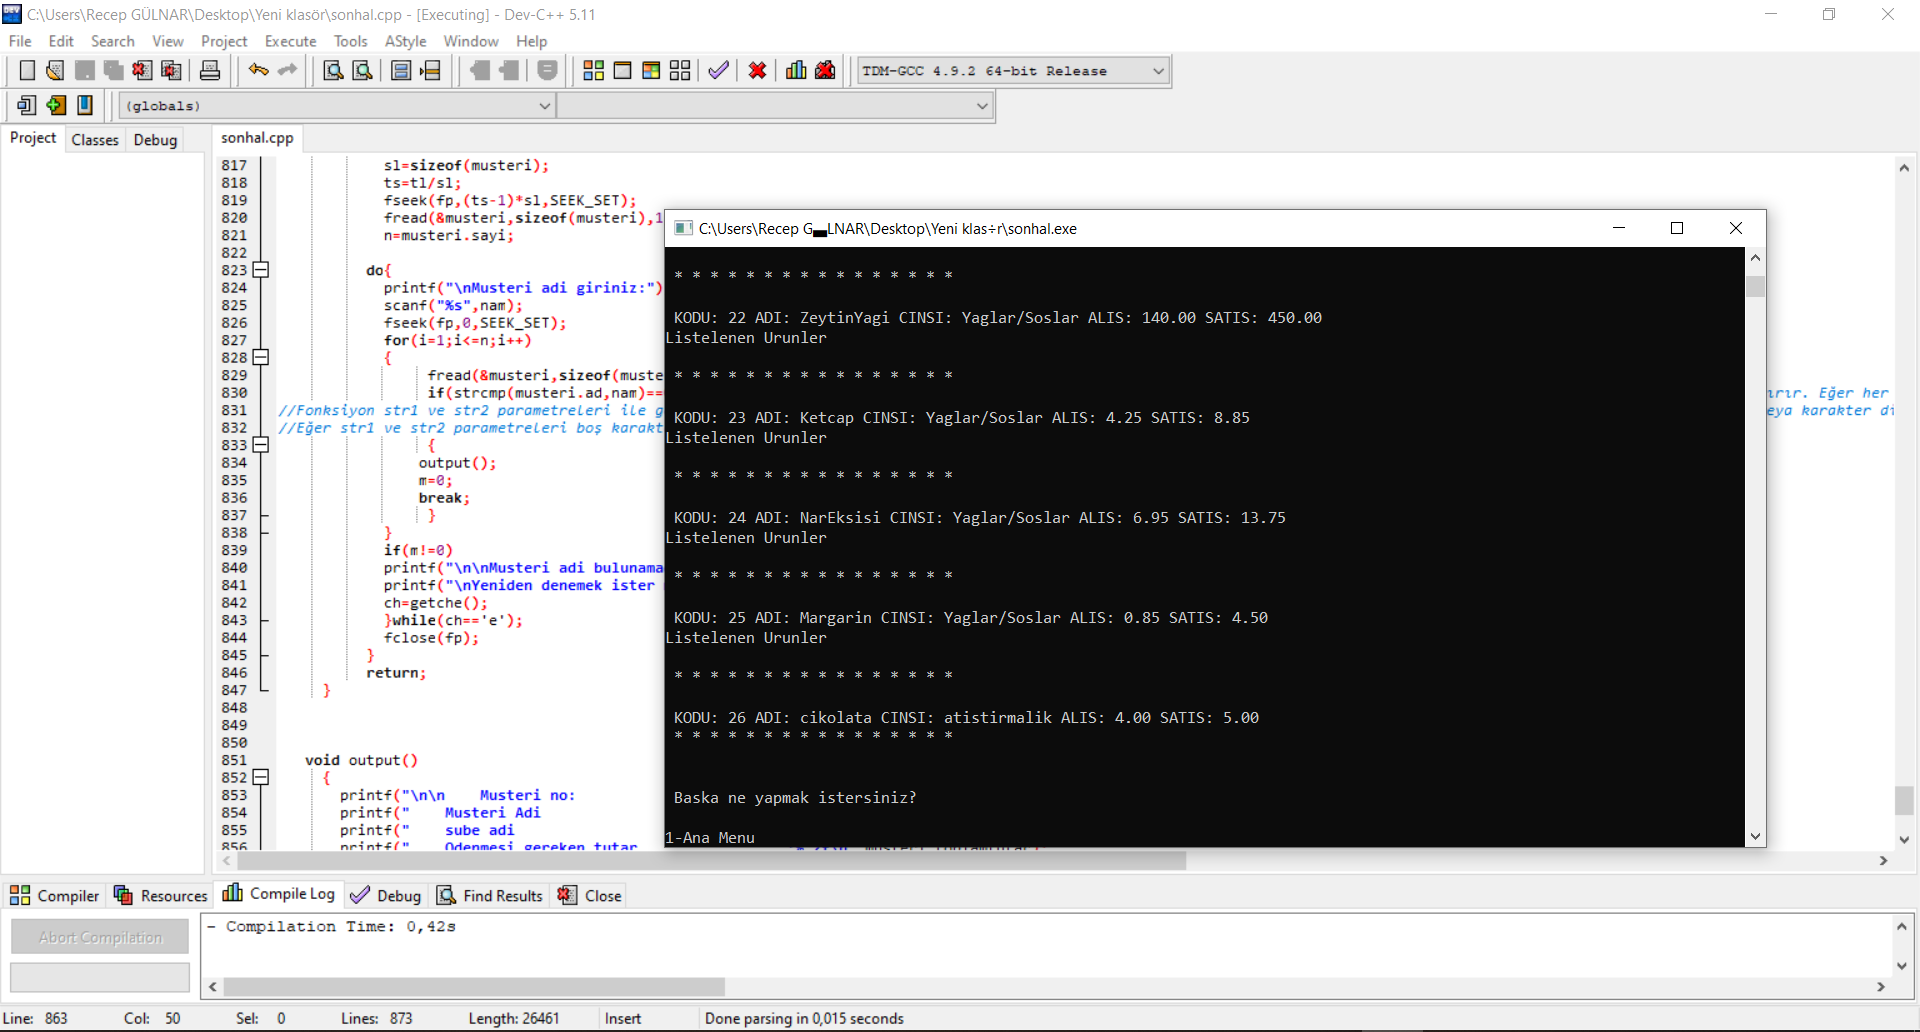 C:\Users\Recep GÜLNAR\Desktop\Yeni klasör\sonhal.cpp - [Executing] - Dev-C++ 5.11
File Edit Search View Project Execute Tools AStyle Window Help
TDM-GCC 4.9.2 64-bit Release
(globals)
Project Classes Debug
sonhal.cpp
817 sl=sizeof(musteri);
818 ts=tl/sl;
819 fseek(fp,(ts-1)*sl,SEEK_SET);
820 fread(&musteri,sizeof(musteri),1
821 n=musteri.sayi;
822
823 do{
824 printf("\nMusteri adi giriniz:")
825 scanf("%s",nam);
826 fseek(fp,0,SEEK_SET);
827 for(i=1;i<=n;i++)
828 {
829 fread(&musteri,sizeof(muste
830 if(strcmp(musteri.ad,nam)== ırır. Eğer her
831 //Fonksiyon str1 ve str2 parametreleri ile g eya karakter di
832 //Eğer str1 ve str2 parametreleri boş karakt
833 {
834 output();
835 m=0;
836 break;
837 }
838 }
839 if(m!=0)
840 printf("\n\nMusteri adi bulunama
841 printf("\nYeniden denemek ister
842 ch=getche();
843 }while(ch=='e');
844 fclose(fp);
845 }
846 return;
847 }
848
849
850
851 void output()
852 {
853 printf("\n\n Musteri no:
854 printf(" Musteri Adi
855 printf(" sube adi
856 printf(" Odenmesi gereken tutar
C:\Users\Recep G▄LNAR\Desktop\Yeni klas÷r\sonhal.exe
* * * * * * * * * * * * * * * *
KODU: 22 ADI: ZeytinYagi CINSI: Yaglar/Soslar ALIS: 140.00 SATIS: 450.00
Listelenen Urunler
* * * * * * * * * * * * * * * *
KODU: 23 ADI: Ketcap CINSI: Yaglar/Soslar ALIS: 4.25 SATIS: 8.85
Listelenen Urunler
* * * * * * * * * * * * * * * *
KODU: 24 ADI: NarEksisi CINSI: Yaglar/Soslar ALIS: 6.95 SATIS: 13.75
Listelenen Urunler
* * * * * * * * * * * * * * * *
KODU: 25 ADI: Margarin CINSI: Yaglar/Soslar ALIS: 0.85 SATIS: 4.50
Listelenen Urunler
* * * * * * * * * * * * * * * *
KODU: 26 ADI: cikolata CINSI: atistirmalik ALIS: 4.00 SATIS: 5.00
* * * * * * * * * * * * * * * *
Baska ne yapmak istersiniz?
1-Ana Menu
Compiler Resources Compile Log Debug Find Results Close
Abort Compilation
- Compilation Time: 0,42s
Line: 863 Col: 50 Sel: 0 Lines: 873 Length: 26461 Insert Done parsing in 0,015 seconds